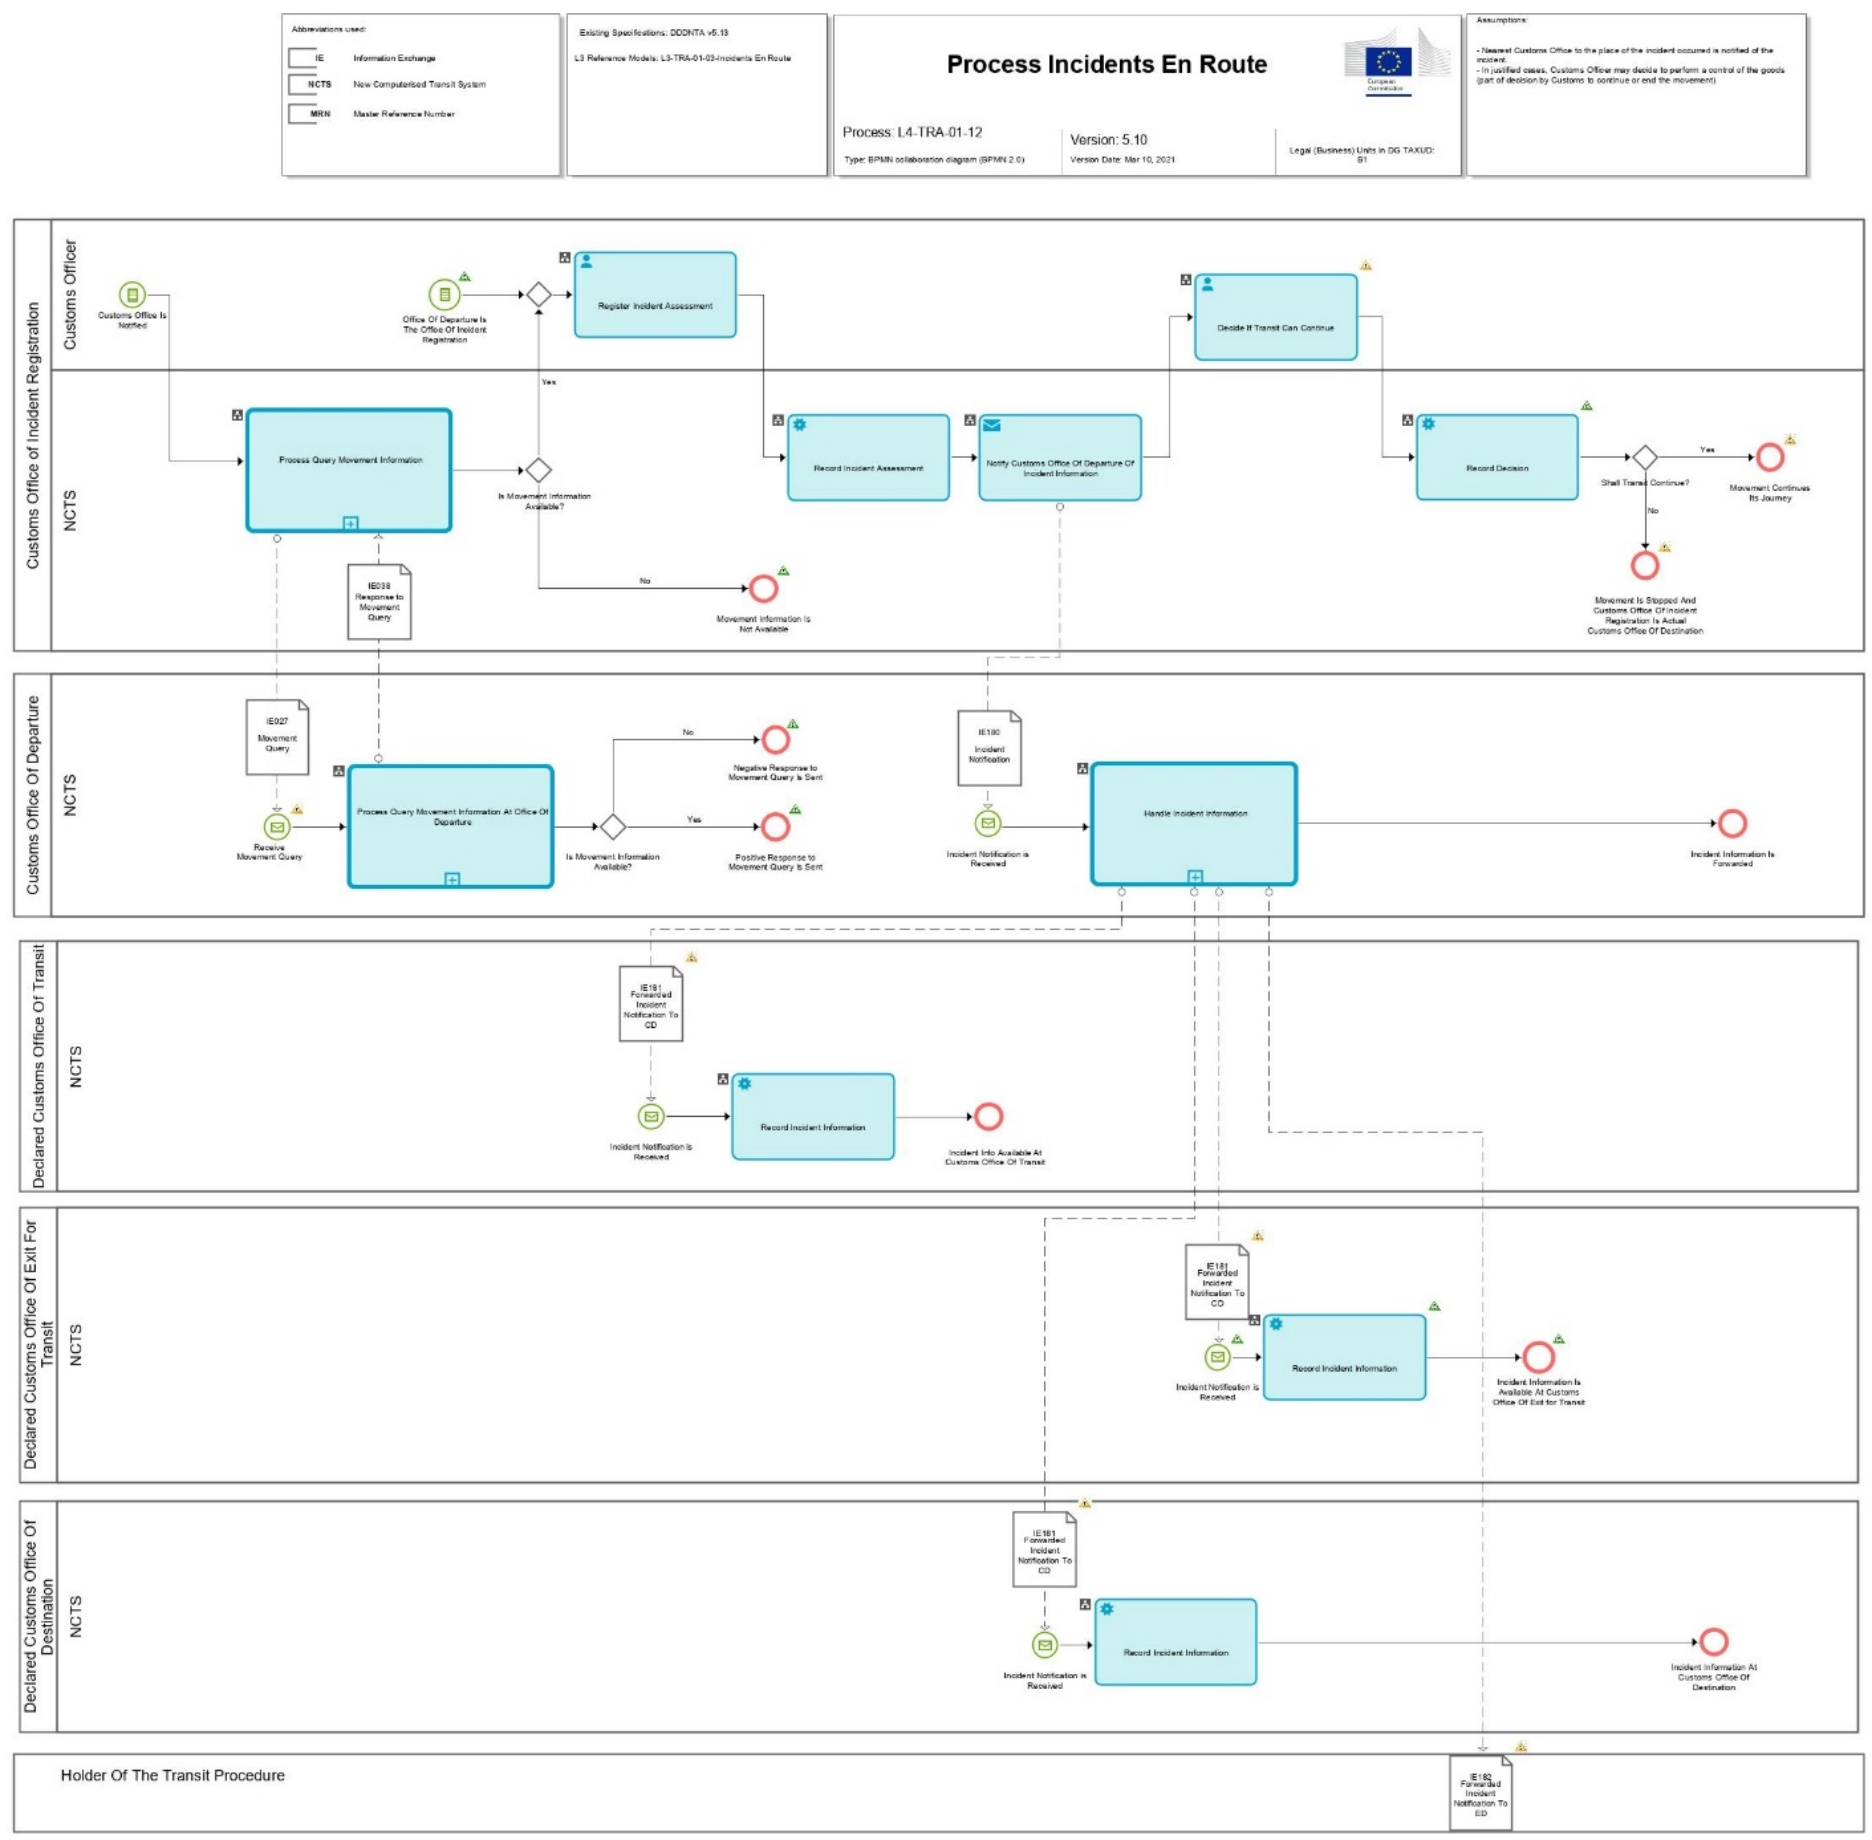 Abbreviations used:
IE Information Exchange
NCTS New Computerised Transit System
MRN Master Reference Number
Existing Specifications: DDDNTA v5.13
L3 Reference Models: L3-TRA-01-03-Incidents En Route
Process Incidents En Route
European
Commission
Process: L4-TRA-01-12
Type: BPMN collaboration diagram (BPMN 2.0)
Version: 5.10
Version Date: Mar 10, 2021
Legal (Business) Units in DG TAXUD:
B1
Assumptions:
- Nearest Customs Office to the place of the incident occurred is notified of the
incident.
- In justified cases, Customs Officer may decide to perform a control of the goods
(part of decision by Customs to continue or end the movement)
Customs Office of Incident Registration
Customs Officer
Customs Office Is
Notified
Office Of Departure Is
The Office Of Incident
Registration
Register Incident Assessment
Decide If Transit Can Continue
NCTS
Process Query Movement Information
Yes
Is Movement Information
Available?
No
Movement Information Is
Not Available
Record Incident Assessment
Notify Customs Office Of Departure Of
Incident Information
Record Decision
Shall Transit Continue?
Yes
Movement Continues
Its Journey
No
Movement Is Stopped And
Customs Office Of Incident
Registration Is Actual
Customs Office Of Destination
IE038
Response to
Movement
Query
Customs Office Of Departure
NCTS
IE027
Movement
Query
Receive
Movement Query
Process Query Movement Information At Office Of
Departure
Is Movement Information
Available?
No
Negative Response to
Movement Query Is Sent
Yes
Positive Response to
Movement Query Is Sent
IE180
Incident
Notification
Incident Notification is
Received
Handle Incident Information
Incident Information Is
Forwarded
Declared Customs Office Of Transit
NCTS
IE181
Forwarded
Incident
Notification To
CD
Incident Notification is
Received
Record Incident Information
Incident Info Available At
Customs Office Of Transit
Declared Customs Office Of Exit For
Transit
NCTS
IE181
Forwarded
Incident
Notification To
CD
Incident Notification is
Received
Record Incident Information
Incident Information Is
Available At Customs
Office Of Exit for Transit
Declared Customs Office Of
Destination
NCTS
IE181
Forwarded
Incident
Notification To
CD
Incident Notification is
Received
Record Incident Information
Incident Information At
Customs Office Of
Destination
Holder Of The Transit Procedure
IE182
Forwarded
Incident
Notification To
ED